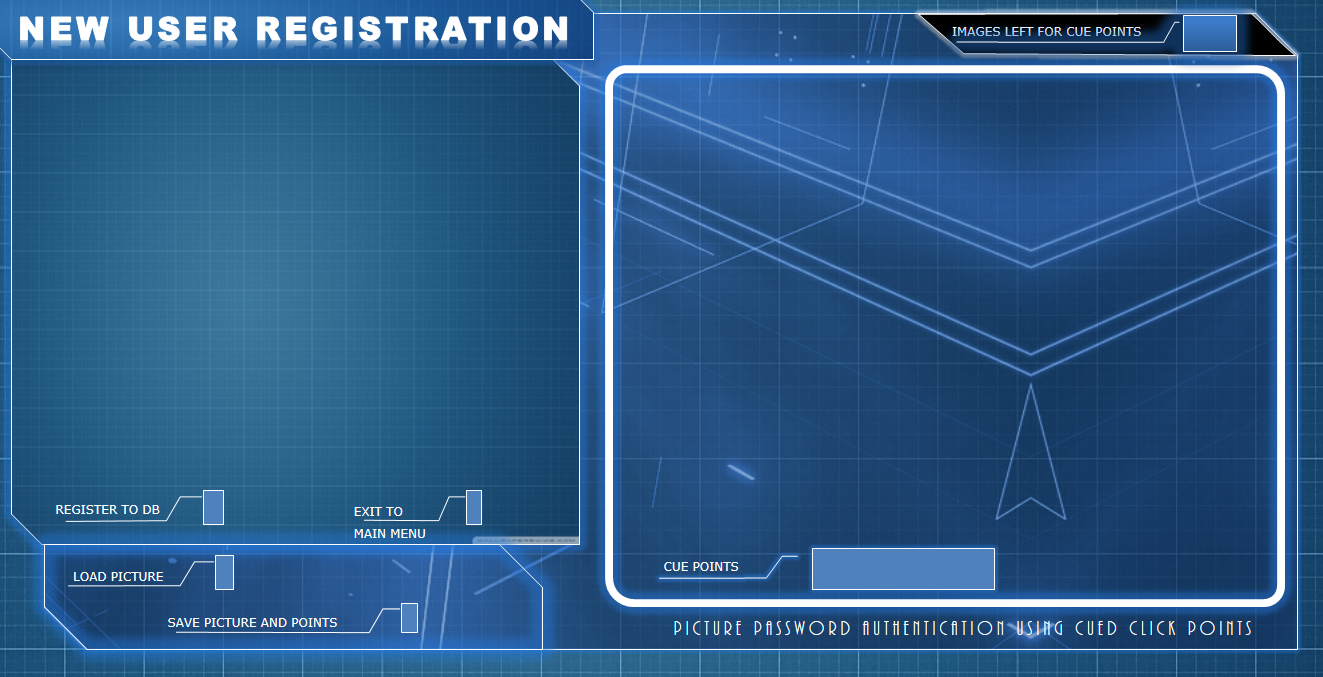 NEW USER REGISTRATION
IMAGES LEFT FOR CUE POINTS
REGISTER TO DB
EXIT TO
MAIN MENU
LOAD PICTURE
SAVE PICTURE AND POINTS
CUE POINTS
PICTURE PASSWORD AUTHENTICATION USING CUED CLICK POINTS